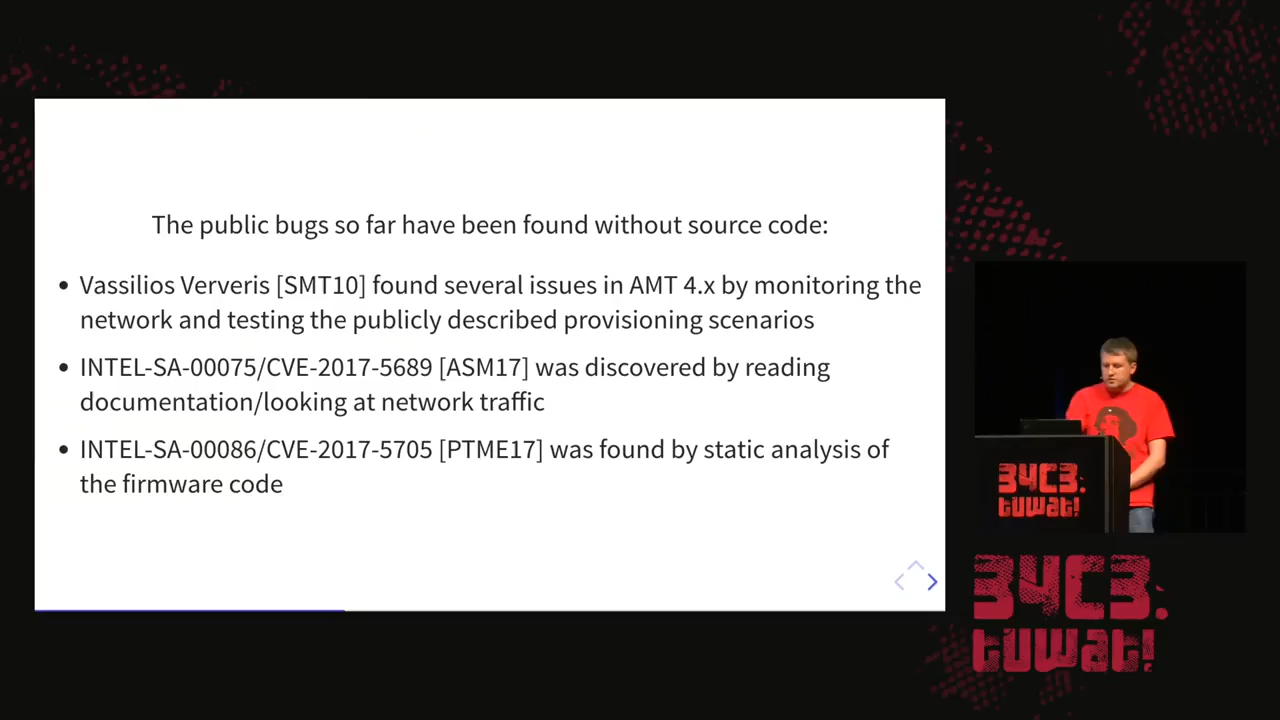 The public bugs so far have been found without source code:
• Vassilios Ververis [SMT10] found several issues in AMT 4.x by monitoring the
network and testing the publicly described provisioning scenarios
• INTEL-SA-00075/CVE-2017-5689 [ASM17] was discovered by reading
documentation/looking at network traffic
• INTEL-SA-00086/CVE-2017-5705 [PTME17] was found by static analysis of
the firmware code
34C3.
tuwat!
34C3.
tuwat!